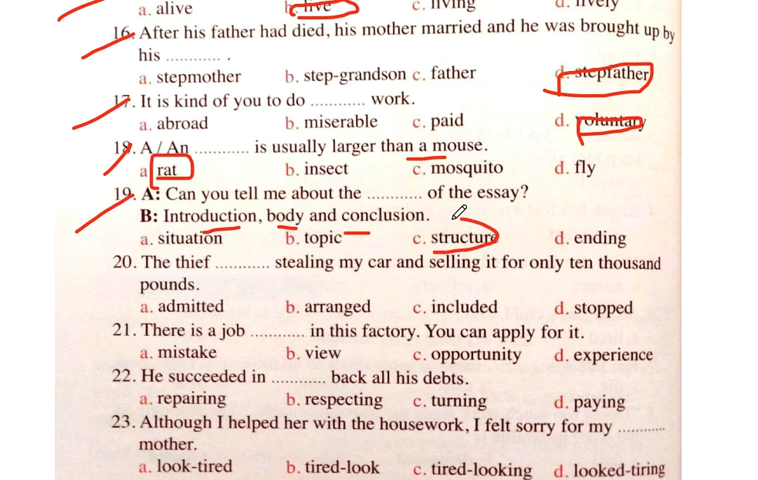 a. alive b. live c. living d. lively
16. After his father had died, his mother married and he was brought up by
his ............ .
a. stepmother b. step-grandson c. father d. stepfather
17. It is kind of you to do ............ work.
a. abroad b. miserable c. paid d. voluntary
18. A / An ............ is usually larger than a mouse.
a. rat b. insect c. mosquito d. fly
19. A: Can you tell me about the ............ of the essay?
B: Introduction, body and conclusion.
a. situation b. topic c. structure d. ending
20. The thief ............ stealing my car and selling it for only ten thousand
pounds.
a. admitted b. arranged c. included d. stopped
21. There is a job ............ in this factory. You can apply for it.
a. mistake b. view c. opportunity d. experience
22. He succeeded in ............ back all his debts.
a. repairing b. respecting c. turning d. paying
23. Although I helped her with the housework, I felt sorry for my ............
mother.
a. look-tired b. tired-look c. tired-looking d. looked-tiring